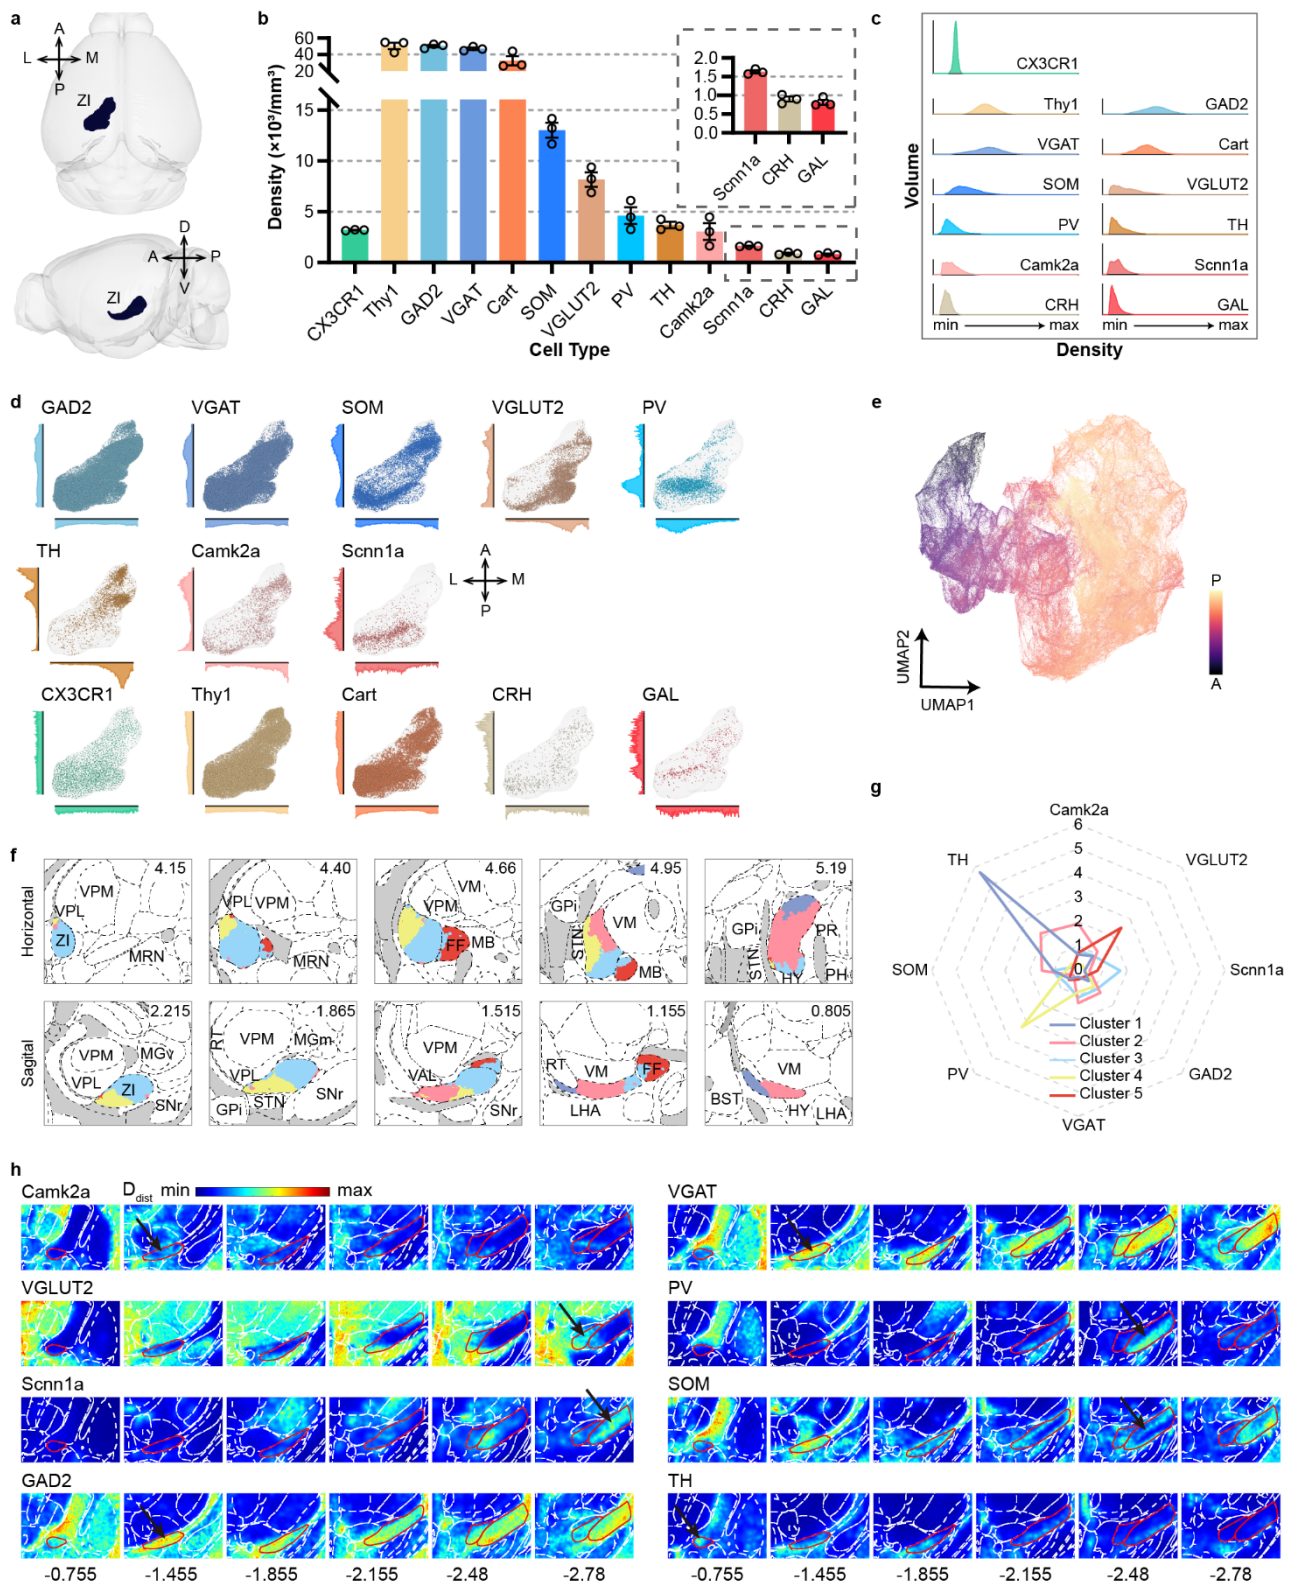 a
A
L
M
P
ZI
D
A
P
V
ZI
b
Density (×10³/mm³)
60
40
20
15
10
5
0
CX3CR1
Thy1
GAD2
VGAT
Cart
SOM
VGLUT2
PV
TH
Camk2a
Scnn1a
CRH
GAL
Cell Type
2.0
1.5
1.0
0.5
0.0
Scnn1a
CRH
GAL
c
Volume
CX3CR1
Thy1
GAD2
VGAT
Cart
SOM
VGLUT2
PV
TH
Camk2a
Scnn1a
CRH
GAL
min max min max
Density
d
GAD2 VGAT SOM VGLUT2 PV
TH Camk2a Scnn1a
A
L M
P
CX3CR1 Thy1 Cart CRH GAL
e
UMAP2
UMAP1
P
A
f
Horizontal
4.15
VPM
VPL
ZI
MRN
4.40
VPL VPM
MRN
4.66
VM
VPM
FF MB
4.95
GPi
VM
STN
MB
5.19
GPi
PR
STN
HY PH
Sagital
2.215
VPM
MGv
VPL
ZI
SNr
1.865
RT
VPM
MGm
VPL
STN
SNr
GPi
1.515
VPM
VAL
SNr
1.155
RT
VM
FF
LHA
0.805
VM
BST
HY LHA
g
Camk2a
6
5
4
3
2
1
0
TH
VGLUT2
SOM
Scnn1a
PV
GAD2
VGAT
Cluster 1
Cluster 2
Cluster 3
Cluster 4
Cluster 5
h
Camk2a
D dist min max
VGAT
VGLUT2
PV
Scnn1a
SOM
GAD2
TH
-0.755 -1.455 -1.855 -2.155 -2.48 -2.78
-0.755 -1.455 -1.855 -2.155 -2.48 -2.78